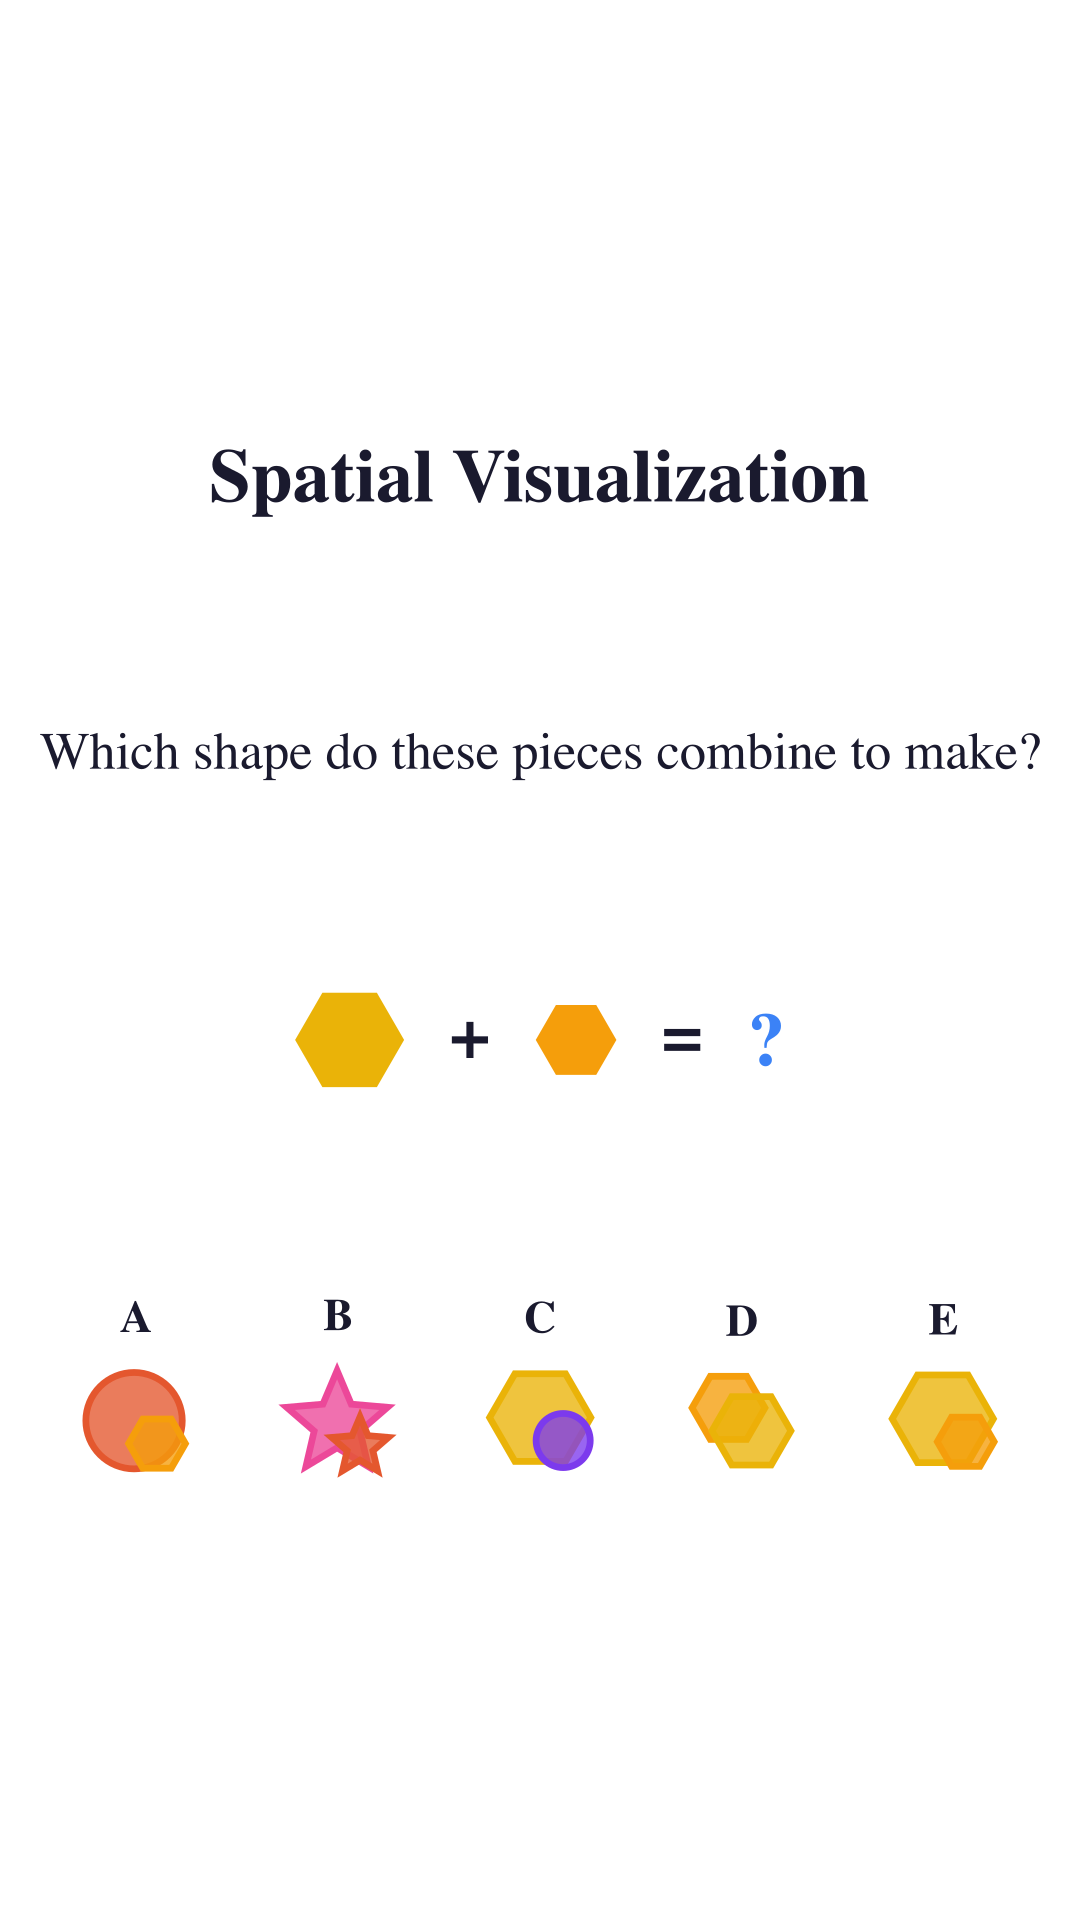 Spatial Visualization
Which shape do these pieces combine to make?
+ = ?
A B C D E